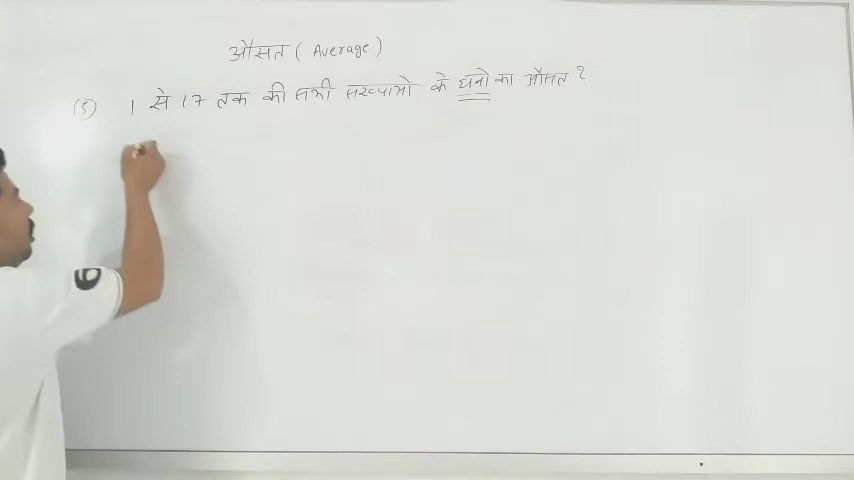 औसत ( Average )
(5) 1 से 17 तक की सभी संख्याओ के घनो का औसत ?